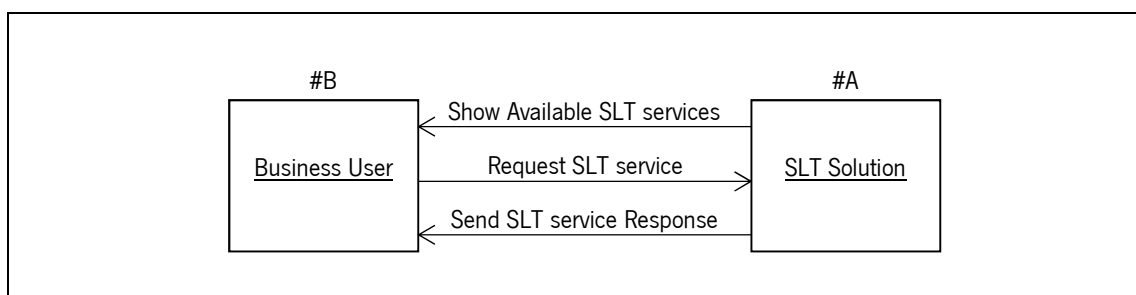 #B
#A
Show Available SLT services
Business User
Request SLT service
SLT Solution
Send SLT service Response